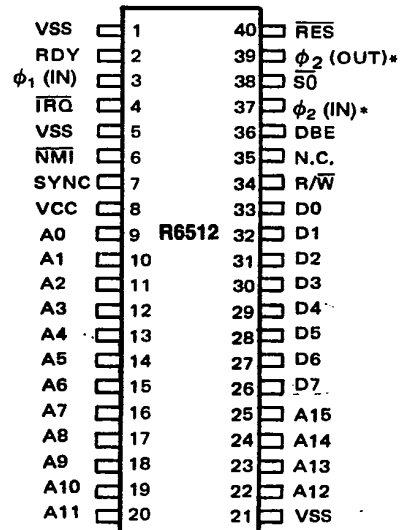 VSS 1 40 R̅E̅S̅
RDY 2 39 ϕ2 (OUT)*
ϕ1 (IN) 3 38 S̅0̅
I̅R̅Q̅ 4 37 ϕ2 (IN)*
VSS 5 36 DBE
N̅M̅I̅ 6 35 N.C.
SYNC 7 34 R/W̅
VCC 8 33 D0
A0 9 R6512 32 D1
A1 10 31 D2
A2 11 30 D3
A3 12 29 D4
A4 13 28 D5
A5 14 27 D6
A6 15 26 D7
A7 16 25 A15
A8 17 24 A14
A9 18 23 A13
A10 19 22 A12
A11 20 21 VSS